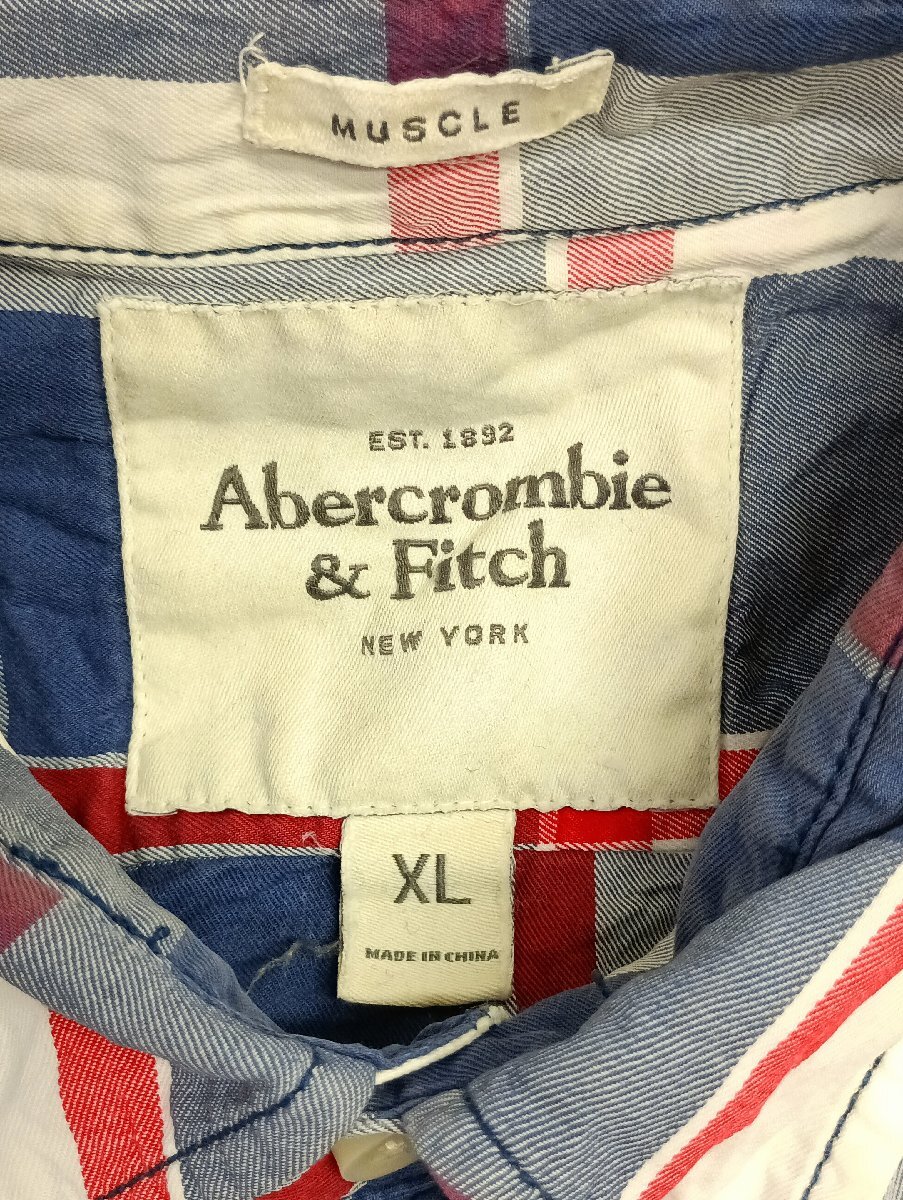 MUSCLE
EST. 1892
Abercrombie
& Fitch
NEW YORK
XL
MADE IN CHINA